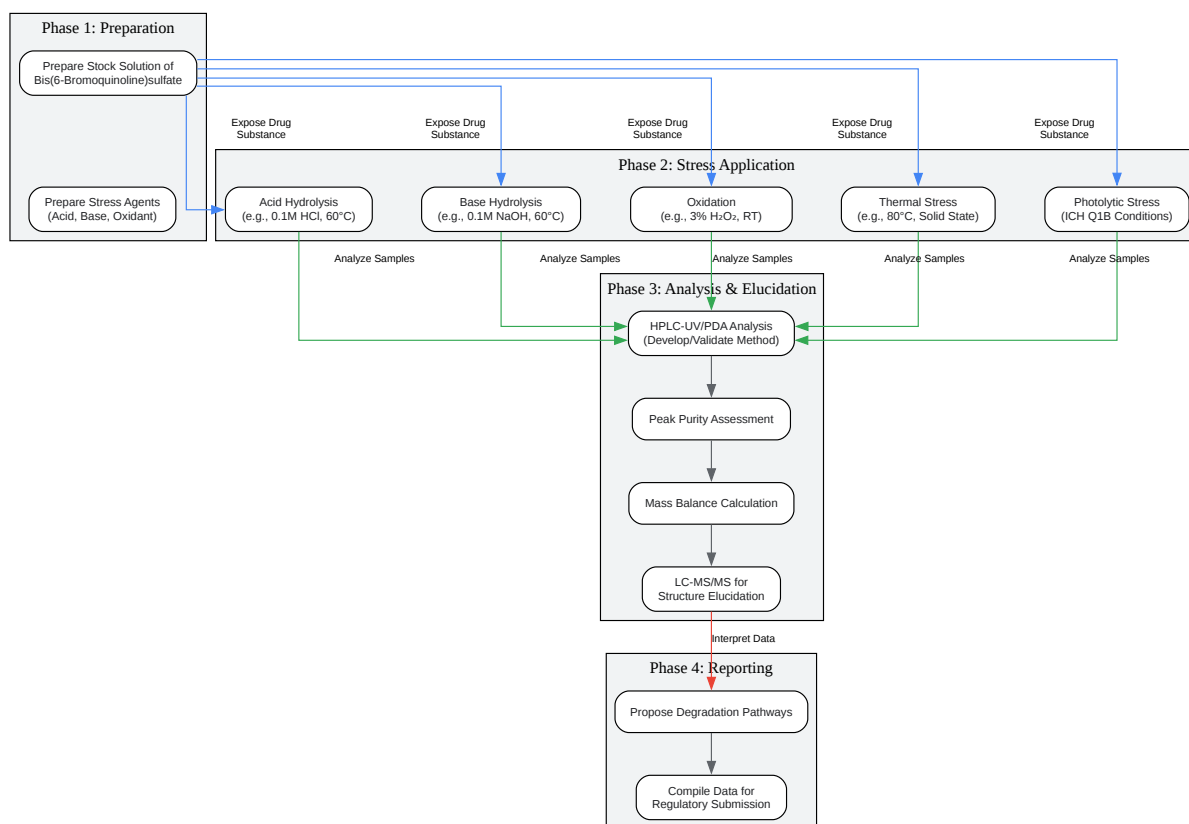 Phase 1: Preparation
Prepare Stock Solution of
Bis(6-Bromoquinoline)sulfate
Expose Drug
Substance
Expose Drug
Substance
Expose Drug
Substance
Expose Drug
Substance
Expose Drug
Substance
Phase 2: Stress Application
Prepare Stress Agents
(Acid, Base, Oxidant)
Acid Hydrolysis
(e.g., 0.1M HCl, 60°C)
Base Hydrolysis
(e.g., 0.1M NaOH, 60°C)
Oxidation
(e.g., 3% H₂O₂, RT)
Thermal Stress
(e.g., 80°C, Solid State)
Photolytic Stress
(ICH Q1B Conditions)
Analyze Samples
Analyze Samples
Analyze Samples
Analyze Samples
Analyze Samples
Phase 3: Analysis & Elucidation
HPLC-UV/PDA Analysis
(Develop/Validate Method)
Peak Purity Assessment
Mass Balance Calculation
LC-MS/MS for
Structure Elucidation
Interpret Data
Phase 4: Reporting
Propose Degradation Pathways
Compile Data for
Regulatory Submission